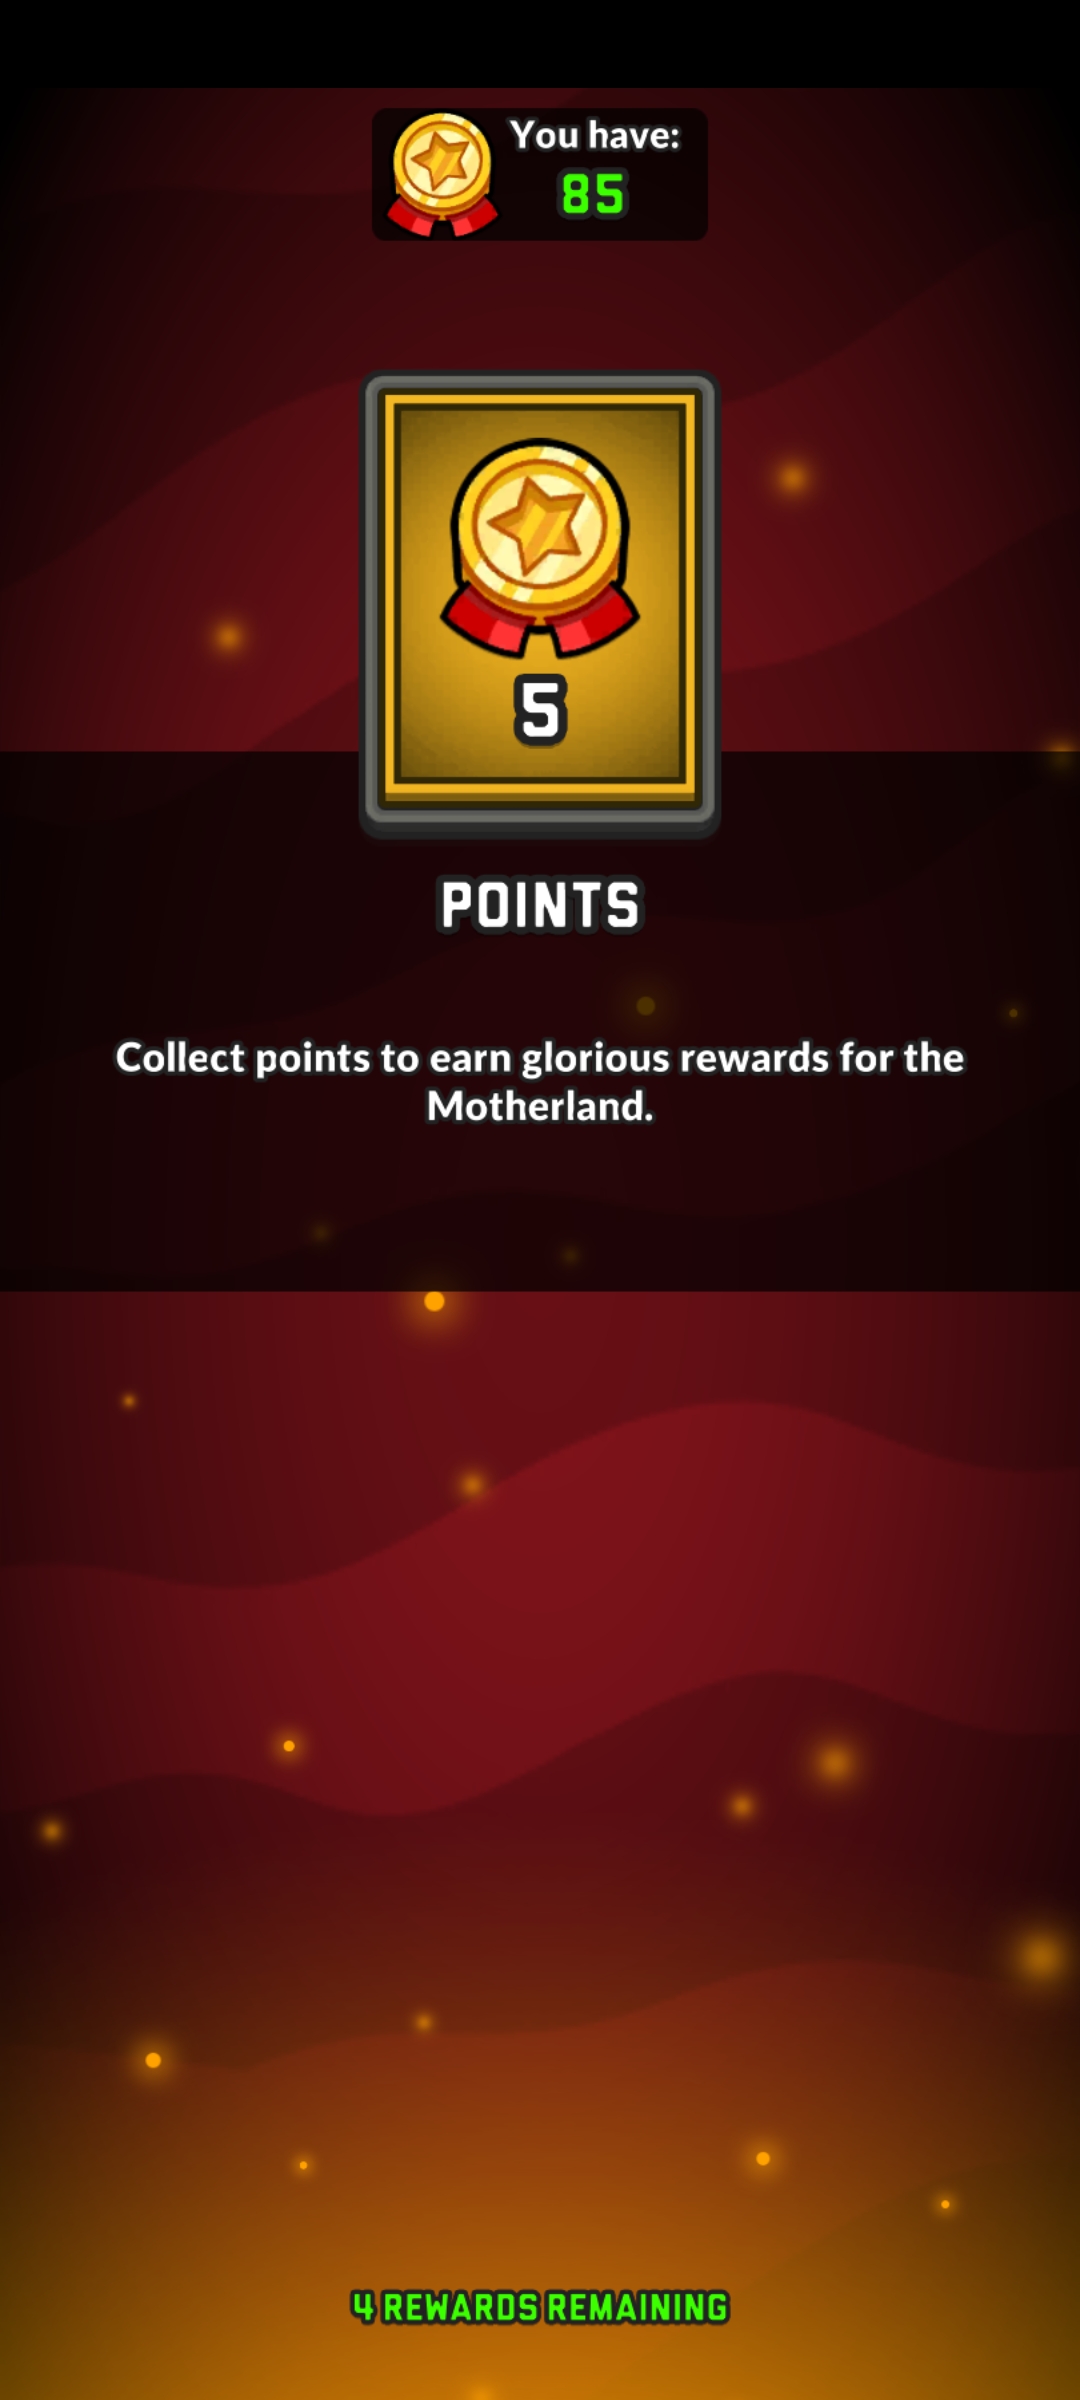 You have:
85
5
POINTS
Collect points to earn glorious rewards for the
Motherland.
4 REWARDS REMAINING